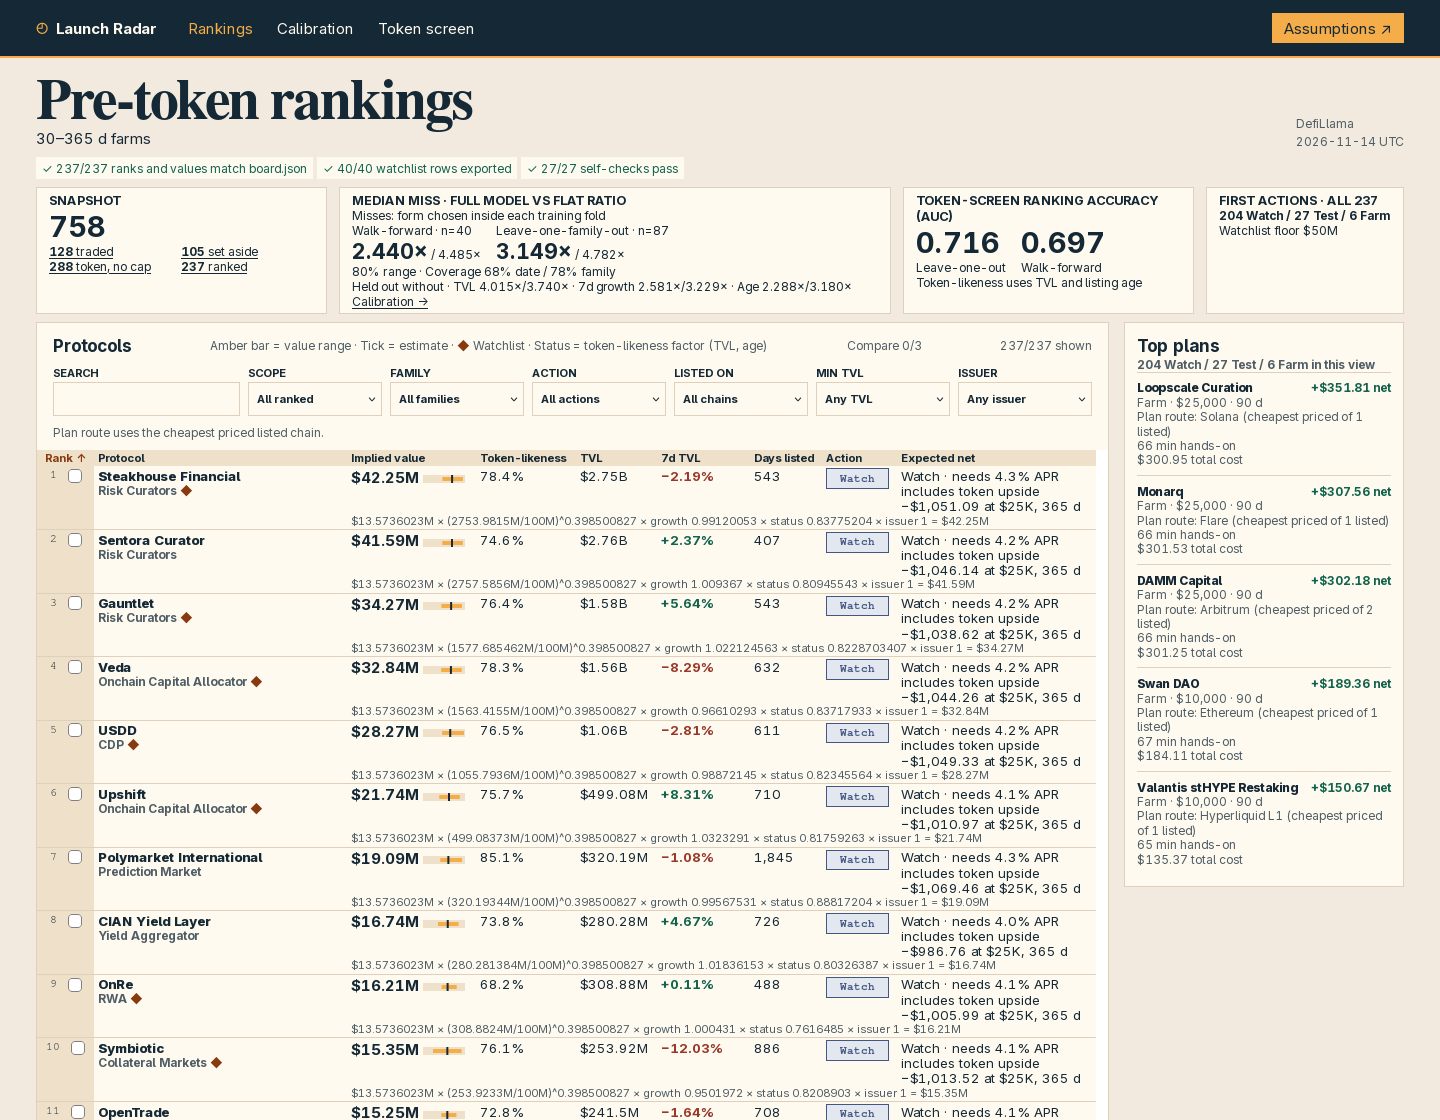 Launch Radar
Rankings
Calibration
Token screen
Assumptions ↗
Pre-token rankings
30–365 d farms
DefiLlama
2026-11-14 UTC
✓ 237/237 ranks and values match board.json
✓ 40/40 watchlist rows exported
✓ 27/27 self-checks pass
SNAPSHOT
758
128 traded
105 set aside
288 token, no cap
237 ranked
MEDIAN MISS · FULL MODEL VS FLAT RATIO
Misses: form chosen inside each training fold
Walk-forward · n=40
Leave-one-family-out · n=87
2.440× / 4.485×
3.149× / 4.782×
80% range · Coverage 68% date / 78% family
Held out without · TVL 4.015×/3.740× · 7d growth 2.581×/3.229× · Age 2.288×/3.180×
Calibration →
TOKEN-SCREEN RANKING ACCURACY
(AUC)
0.716
0.697
Leave-one-out
Walk-forward
Token-likeness uses TVL and listing age
FIRST ACTIONS · ALL 237
204 Watch / 27 Test / 6 Farm
Watchlist floor $50M
Protocols
Amber bar = value range · Tick = estimate · ◆ Watchlist · Status = token-likeness factor (TVL, age)
Compare 0/3
237/237 shown
SEARCH
SCOPE
FAMILY
ACTION
LISTED ON
MIN TVL
ISSUER
All ranked
All families
All actions
All chains
Any TVL
Any issuer
Plan route uses the cheapest priced listed chain.
Rank ↑
Protocol
Implied value
Token-likeness
TVL
7d TVL
Days listed
Action
Expected net
1 Steakhouse Financial $42.25M 78.4% $2.75B −2.19% 543 Watch Watch · needs 4.3% APR
Risk Curators ◆ includes token upside
−$1,051.09 at $25K, 365 d
$13.5736023M × (2753.9815M/100M)^0.398500827 × growth 0.99120053 × status 0.83775204 × issuer 1 = $42.25M
2 Sentora Curator $41.59M 74.6% $2.76B +2.37% 407 Watch Watch · needs 4.2% APR
Risk Curators includes token upside
−$1,046.14 at $25K, 365 d
$13.5736023M × (2757.5856M/100M)^0.398500827 × growth 1.009367 × status 0.80945543 × issuer 1 = $41.59M
3 Gauntlet $34.27M 76.4% $1.58B +5.64% 543 Watch Watch · needs 4.2% APR
Risk Curators ◆ includes token upside
−$1,038.62 at $25K, 365 d
$13.5736023M × (1577.685462M/100M)^0.398500827 × growth 1.022124563 × status 0.8228703407 × issuer 1 = $34.27M
4 Veda $32.84M 78.3% $1.56B −8.29% 632 Watch Watch · needs 4.2% APR
Onchain Capital Allocator ◆ includes token upside
−$1,044.26 at $25K, 365 d
$13.5736023M × (1563.4155M/100M)^0.398500827 × growth 0.96610293 × status 0.83717933 × issuer 1 = $32.84M
5 USDD $28.27M 76.5% $1.06B −2.81% 611 Watch Watch · needs 4.2% APR
CDP ◆ includes token upside
−$1,049.33 at $25K, 365 d
$13.5736023M × (1055.7936M/100M)^0.398500827 × growth 0.98872145 × status 0.82345564 × issuer 1 = $28.27M
6 Upshift $21.74M 75.7% $499.08M +8.31% 710 Watch Watch · needs 4.1% APR
Onchain Capital Allocator ◆ includes token upside
−$1,010.97 at $25K, 365 d
$13.5736023M × (499.08373M/100M)^0.398500827 × growth 1.0323291 × status 0.81759263 × issuer 1 = $21.74M
7 Polymarket International $19.09M 85.1% $320.19M −1.08% 1,845 Watch Watch · needs 4.3% APR
Prediction Market includes token upside
−$1,069.46 at $25K, 365 d
$13.5736023M × (320.19344M/100M)^0.398500827 × growth 0.99567531 × status 0.88817204 × issuer 1 = $19.09M
8 CIAN Yield Layer $16.74M 73.8% $280.28M +4.67% 726 Watch Watch · needs 4.0% APR
Yield Aggregator includes token upside
−$986.76 at $25K, 365 d
$13.5736023M × (280.281384M/100M)^0.398500827 × growth 1.01836153 × status 0.80326387 × issuer 1 = $16.74M
9 OnRe $16.21M 68.2% $308.88M +0.11% 488 Watch Watch · needs 4.1% APR
RWA ◆ includes token upside
−$1,005.99 at $25K, 365 d
$13.5736023M × (308.8824M/100M)^0.398500827 × growth 1.000431 × status 0.7616485 × issuer 1 = $16.21M
10 Symbiotic $15.35M 76.1% $253.92M −12.03% 886 Watch Watch · needs 4.1% APR
Collateral Markets ◆ includes token upside
−$1,013.52 at $25K, 365 d
$13.5736023M × (253.9233M/100M)^0.398500827 × growth 0.9501972 × status 0.8208903 × issuer 1 = $15.35M
11 OpenTrade $15.25M 72.8% $241.5M −1.64% 708 Watch Watch · needs 4.1% APR
Top plans
204 Watch / 27 Test / 6 Farm in this view
Loopscale Curation +$351.81 net
Farm · $25,000 · 90 d
Plan route: Solana (cheapest priced of 1
listed)
66 min hands-on
$300.95 total cost
Monarq +$307.56 net
Farm · $25,000 · 90 d
Plan route: Flare (cheapest priced of 1 listed)
66 min hands-on
$301.53 total cost
DAMM Capital +$302.18 net
Farm · $25,000 · 90 d
Plan route: Arbitrum (cheapest priced of 2
listed)
66 min hands-on
$301.25 total cost
Swan DAO +$189.36 net
Farm · $10,000 · 90 d
Plan route: Ethereum (cheapest priced of 1
listed)
67 min hands-on
$184.11 total cost
Valantis stHYPE Restaking +$150.67 net
Farm · $10,000 · 90 d
Plan route: Hyperliquid L1 (cheapest priced
of 1 listed)
65 min hands-on
$135.37 total cost